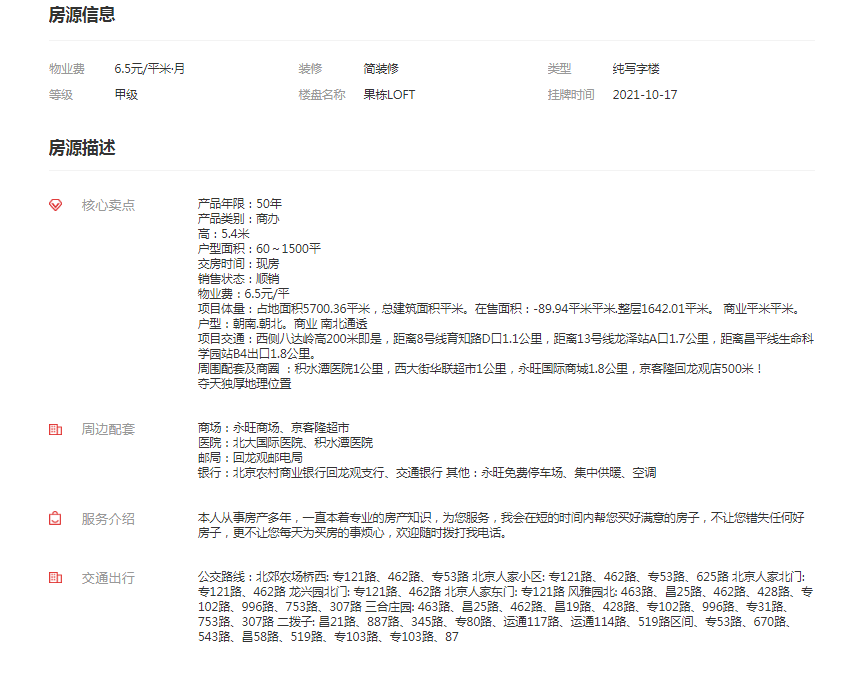 房源信息
物业费 6.5元/平米·月 装修 简装修 类型 纯写字楼
等级 甲级 楼盘名称 果栋LOFT 挂牌时间 2021-10-17
房源描述
核心卖点 产品年限：50年
产品类别：商办
高：5.4米
户型面积：60～1500平
交房时间：现房
销售状态：顺销
物业费：6.5元/平
项目体量：占地面积5700.36平米，总建筑面积平米。在售面积：-89.94平米平米.整层1642.01平米。 商业平米平米。
户型：朝南.朝北。商业 南北通透
项目交通：西侧八达岭高200米即是，距离8号线育知路D口1.1公里，距离13号线龙泽站A口1.7公里，距离昌平线生命科
学园站B4出口1.8公里。
周围配套及商圈 ：积水潭医院1公里，西大街华联超市1公里，永旺国际商城1.8公里，京客隆回龙观店500米！
夺天独厚地理位置
周边配套 商场：永旺商场、京客隆超市
医院：北大国际医院、积水潭医院
邮局：回龙观邮电局
银行：北京农村商业银行回龙观支行、交通银行 其他：永旺免费停车场、集中供暖、空调
服务介绍 本人从事房产多年，一直本着专业的房产知识，为您服务，我会在短的时间内帮您买好满意的房子，不让您错失任何好
房子，更不让您每天为买房的事烦心，欢迎随时拨打我电话。
交通出行 公交路线：北郊农场桥西: 专121路、462路、专53路 北京人家小区: 专121路、462路、专53路、625路 北京人家北门:
专121路、462路 龙兴园北门: 专121路、462路 北京人家东门: 专121路 风雅园北: 463路、昌25路、462路、428路、专
102路、996路、753路、307路 三合庄园: 463路、昌25路、462路、昌19路、428路、专102路、996路、专31路、
753路、307路 二拨子: 昌21路、887路、345路、专80路、运通117路、运通114路、519路区间、专53路、670路、
543路、昌58路、519路、专103路、专103路、87